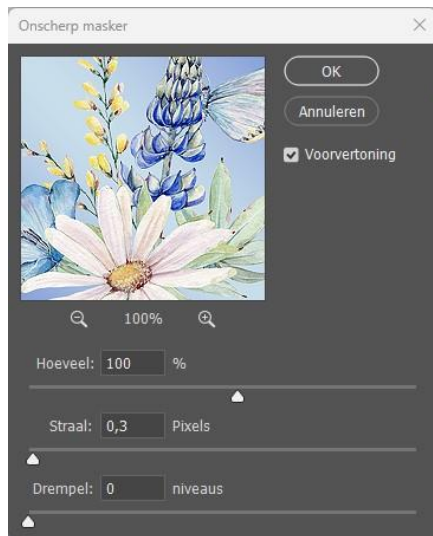 Onscherp masker
OK
Annuleren
Voorvertoning
100%
Hoeveel: 100 %
Straal: 0,3 Pixels
Drempel: 0 niveaus